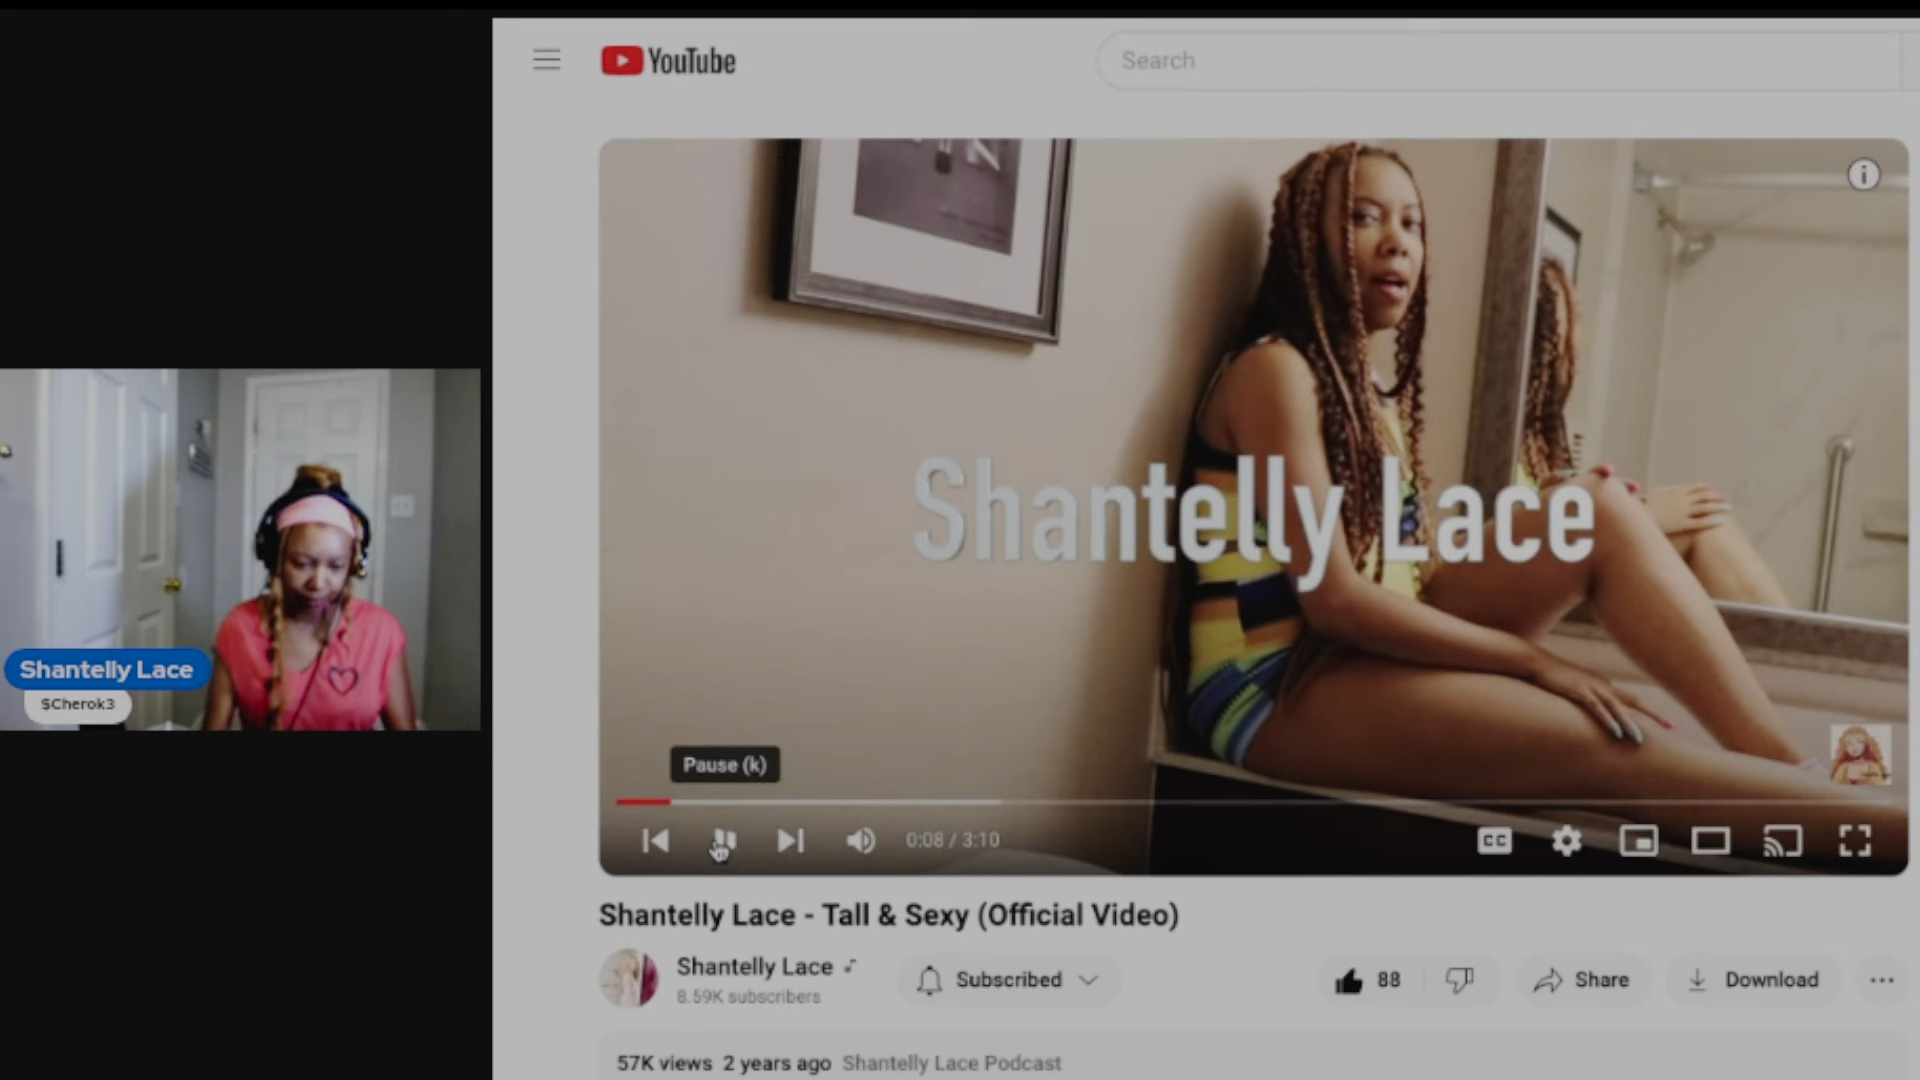 YouTube
Search
Shantelly Lace
Shantelly Lace
$Cherok3
Pause (k)
0:08 / 3:10
CC
Shantelly Lace - Tall & Sexy (Official Video)
Shantelly Lace
8.59K subscribers
Subscribed
88
Share
Download
57K views 2 years ago Shantelly Lace Podcast